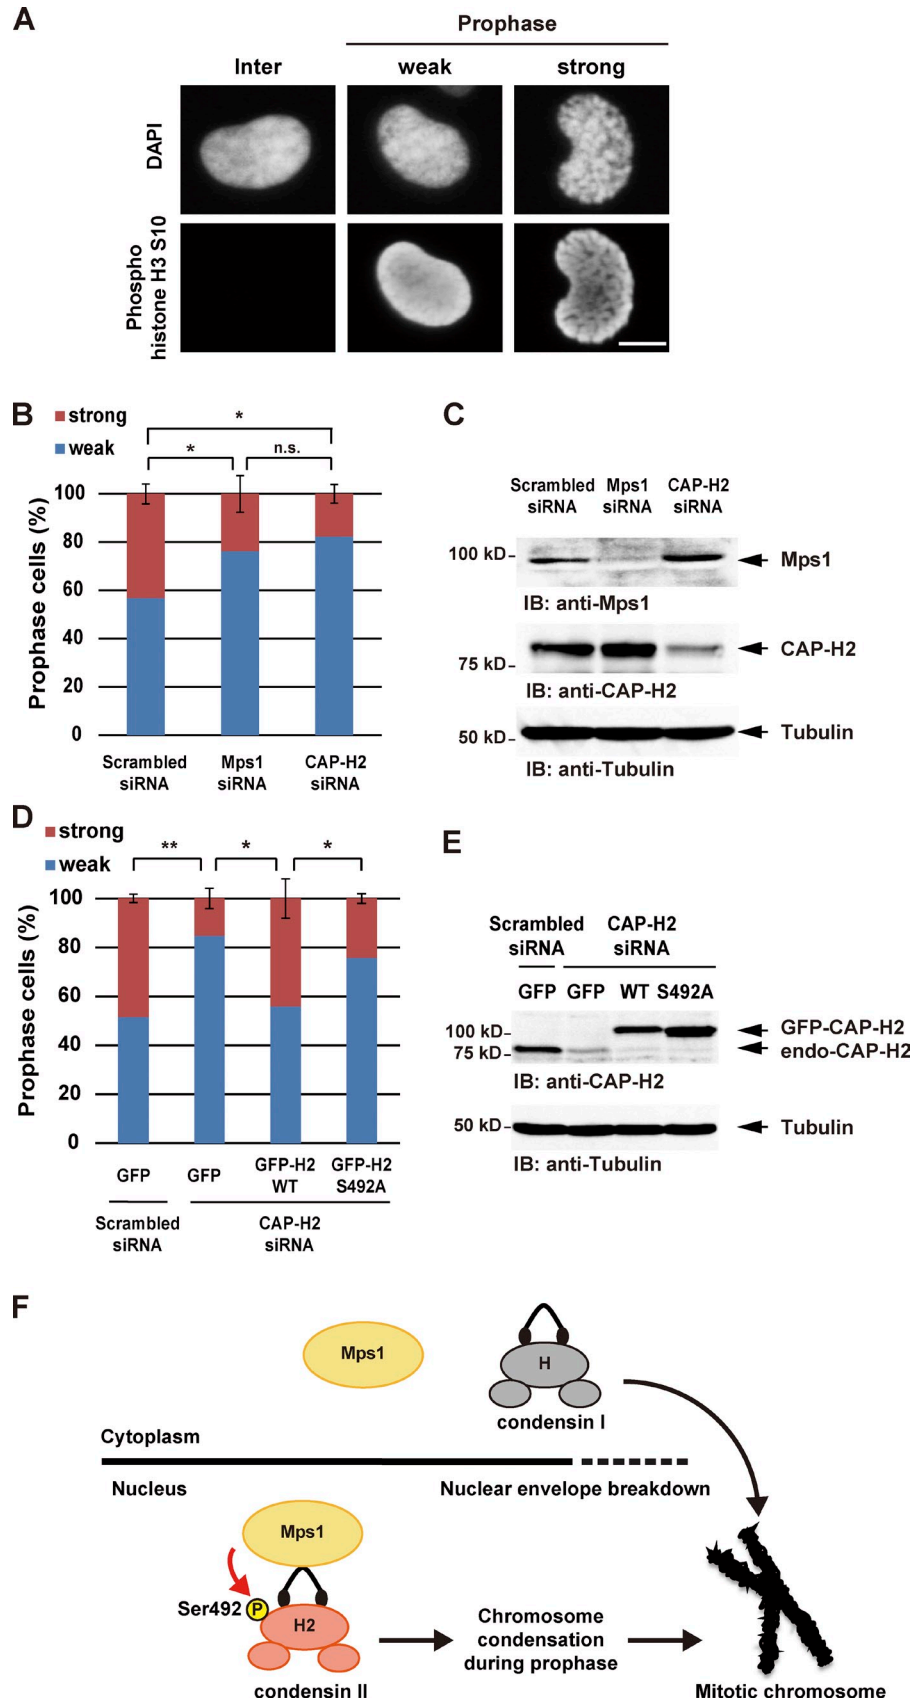 A
Prophase
Inter
weak
strong
DAPI
Phospho
histone H3 S10
B
strong
weak
*
*
n.s.
Prophase cells (%)
100
80
60
40
20
0
Scrambled
siRNA
Mps1
siRNA
CAP-H2
siRNA
C
Scrambled
siRNA
Mps1
siRNA
CAP-H2
siRNA
100 kD
Mps1
IB: anti-Mps1
75 kD
CAP-H2
IB: anti-CAP-H2
50 kD
Tubulin
IB: anti-Tubulin
D
strong
weak
**
*
*
Prophase cells (%)
100
80
60
40
20
0
GFP
GFP
GFP-H2
WT
GFP-H2
S492A
Scrambled
siRNA
CAP-H2
siRNA
E
Scrambled
siRNA
CAP-H2
siRNA
GFP
GFP
WT
S492A
100 kD
75 kD
GFP-CAP-H2
endo-CAP-H2
IB: anti-CAP-H2
50 kD
Tubulin
IB: anti-Tubulin
F
Mps1
H
condensin I
Cytoplasm
Nucleus
Nuclear envelope breakdown
Mps1
Ser492
P
H2
condensin II
Chromosome
condensation
during prophase
Mitotic chromosome